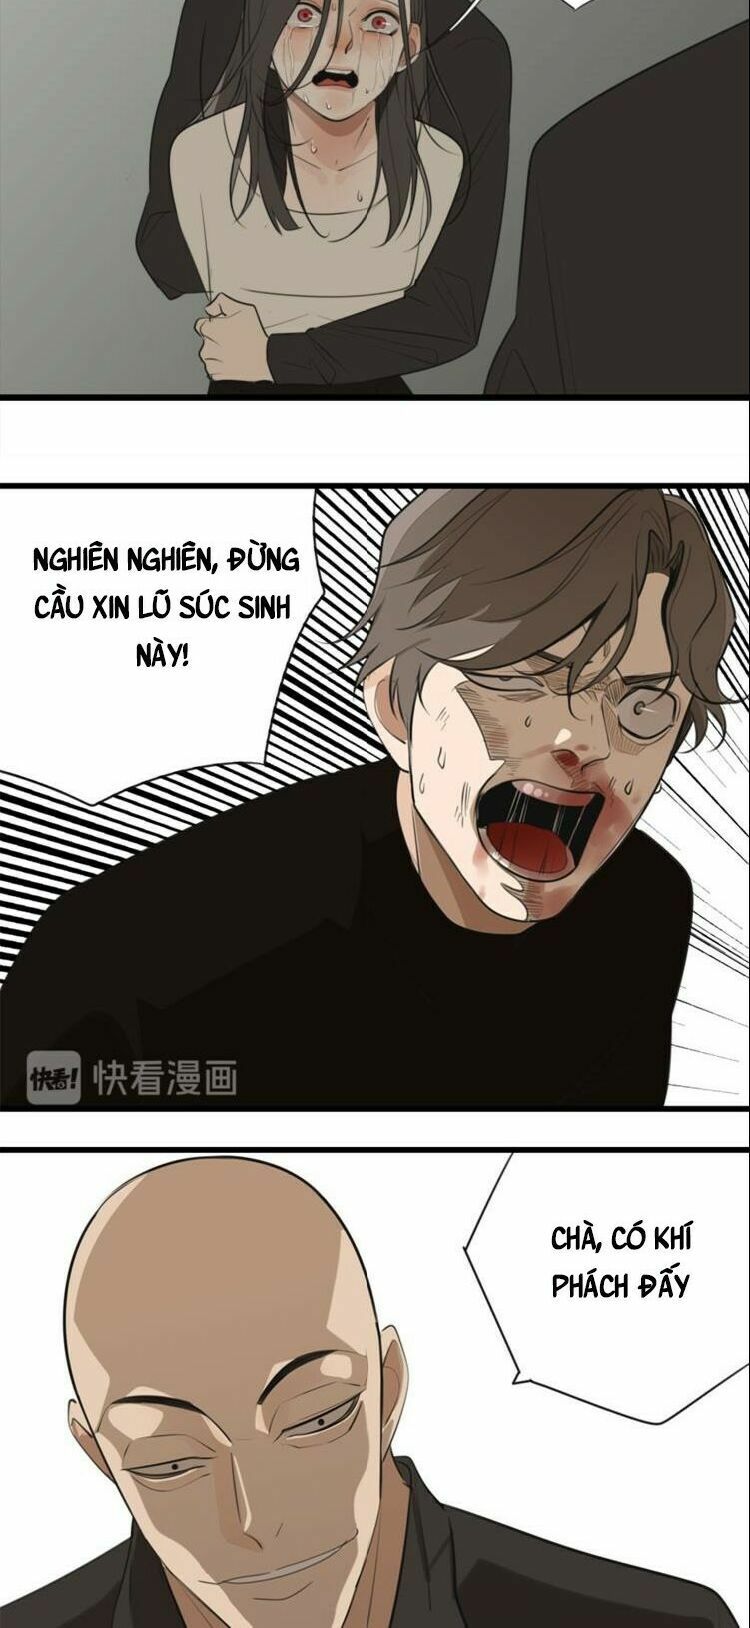 NGHIÊN NGHIÊN, ĐỪNG
CẦU XIN LŨ SÚC SINH
NÀY!
快看! 快看漫画
CHÀ, CÓ KHÍ
PHÁCH ĐẤY